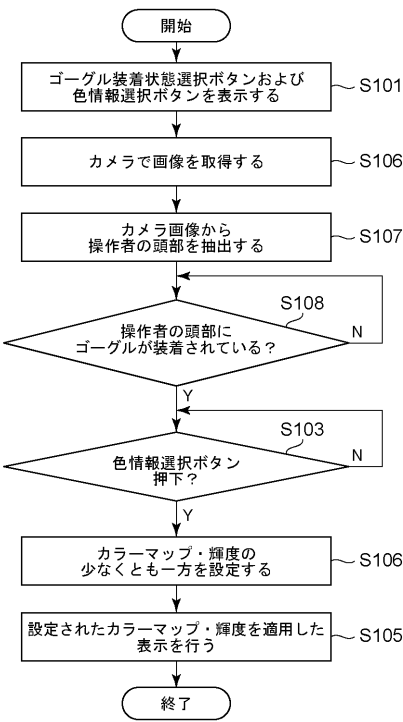 開始
ゴーグル装着状態選択ボタンおよび
色情報選択ボタンを表示する
S101
カメラで画像を取得する
S106
カメラ画像から
操作者の頭部を抽出する
S107
S108
操作者の頭部に
ゴーグルが装着されている？
N
Y
S103
色情報選択ボタン
押下？
N
Y
カラーマップ・輝度の
少なくとも一方を設定する
S106
設定されたカラーマップ・輝度を適用した
表示を行う
S105
終了